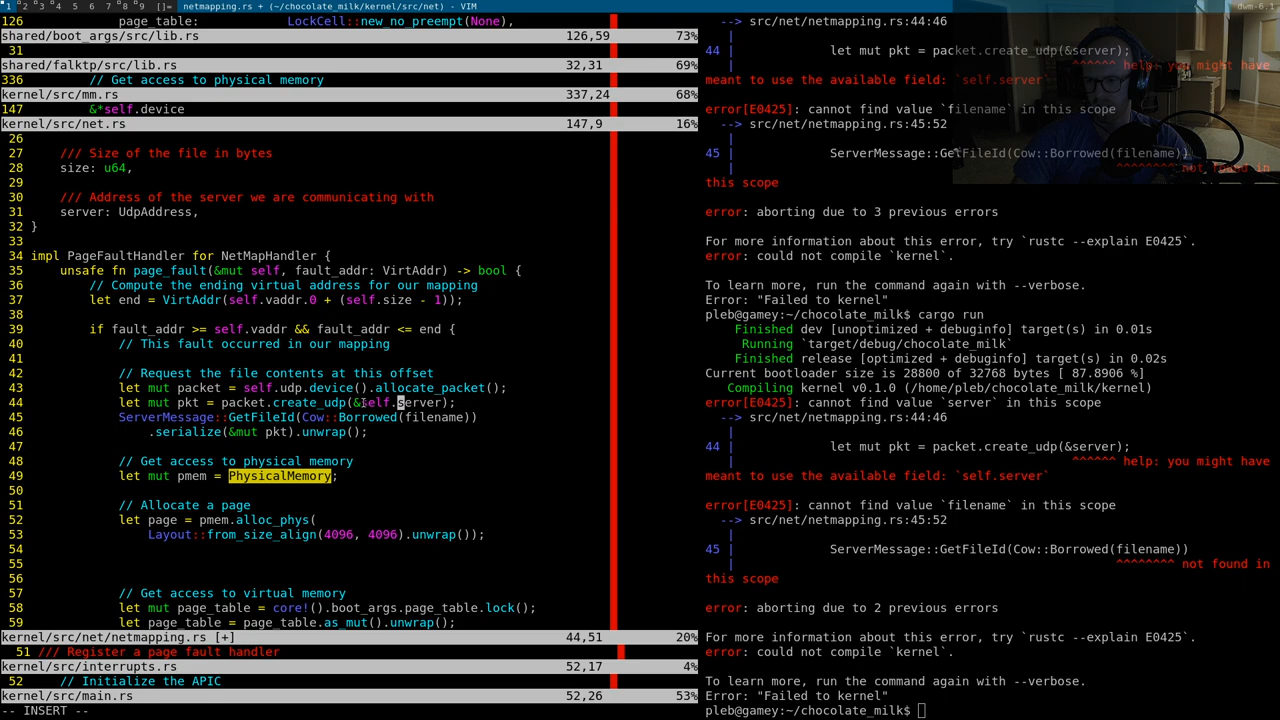 1 2 3 4 5 6 7 8 9 []= netmapping.rs + (~/chocolate_milk/kernel/src/net) - VIM
dwm-6.1
126         page_table:            LockCell::new_no_preempt(None),
shared/boot_args/src/lib.rs 126,59 73%
31
shared/falktp/src/lib.rs 32,31 69%
336         // Get access to physical memory
kernel/src/mm.rs 337,24 68%
147         &*self.device
kernel/src/net.rs 147,9 16%
26
27     /// Size of the file in bytes
28     size: u64,
29
30     /// Address of the server we are communicating with
31     server: UdpAddress,
32 }
33
34 impl PageFaultHandler for NetMapHandler {
35     unsafe fn page_fault(&mut self, fault_addr: VirtAddr) -> bool {
36         // Compute the ending virtual address for our mapping
37         let end = VirtAddr(self.vaddr.0 + (self.size - 1));
38
39         if fault_addr >= self.vaddr && fault_addr <= end {
40             // This fault occurred in our mapping
41
42             // Request the file contents at this offset
43             let mut packet = self.udp.device().allocate_packet();
44             let mut pkt = packet.create_udp(&self.server);
45             ServerMessage::GetFileId(Cow::Borrowed(filename))
46                 .serialize(&mut pkt).unwrap();
47
48             // Get access to physical memory
49             let mut pmem = PhysicalMemory;
50
51             // Allocate a page
52             let page = pmem.alloc_phys(
53                 Layout::from_size_align(4096, 4096).unwrap());
54
55
56
57             // Get access to virtual memory
58             let mut page_table = core!().boot_args.page_table.lock();
59             let page_table = page_table.as_mut().unwrap();
kernel/src/net/netmapping.rs [+] 44,51 20%
51 /// Register a page fault handler
kernel/src/interrupts.rs 52,17 4%
52     // Initialize the APIC
kernel/src/main.rs 52,26 53%
-- INSERT --
--> src/net/netmapping.rs:44:46
|
44 |             let mut pkt = packet.create_udp(&server);
|                                              ^^^^^^ help: you might have
meant to use the available field: `self.server`
error[E0425]: cannot find value `filename` in this scope
--> src/net/netmapping.rs:45:52
|
45 |             ServerMessage::GetFileId(Cow::Borrowed(filename))
|                                                    ^^^^^^^^ not found in
this scope
error: aborting due to 3 previous errors
For more information about this error, try `rustc --explain E0425`.
error: could not compile `kernel`.
To learn more, run the command again with --verbose.
Error: "Failed to kernel"
pleb@gamey:~/chocolate_milk$ cargo run
Finished dev [unoptimized + debuginfo] target(s) in 0.01s
Running `target/debug/chocolate_milk`
Finished release [optimized + debuginfo] target(s) in 0.02s
Current bootloader size is 28800 of 32768 bytes [ 87.8906 %]
Compiling kernel v0.1.0 (/home/pleb/chocolate_milk/kernel)
error[E0425]: cannot find value `server` in this scope
--> src/net/netmapping.rs:44:46
|
44 |             let mut pkt = packet.create_udp(&server);
|                                              ^^^^^^ help: you might have
meant to use the available field: `self.server`
error[E0425]: cannot find value `filename` in this scope
--> src/net/netmapping.rs:45:52
|
45 |             ServerMessage::GetFileId(Cow::Borrowed(filename))
|                                                    ^^^^^^^^ not found in
this scope
error: aborting due to 2 previous errors
For more information about this error, try `rustc --explain E0425`.
error: could not compile `kernel`.
To learn more, run the command again with --verbose.
Error: "Failed to kernel"
pleb@gamey:~/chocolate_milk$